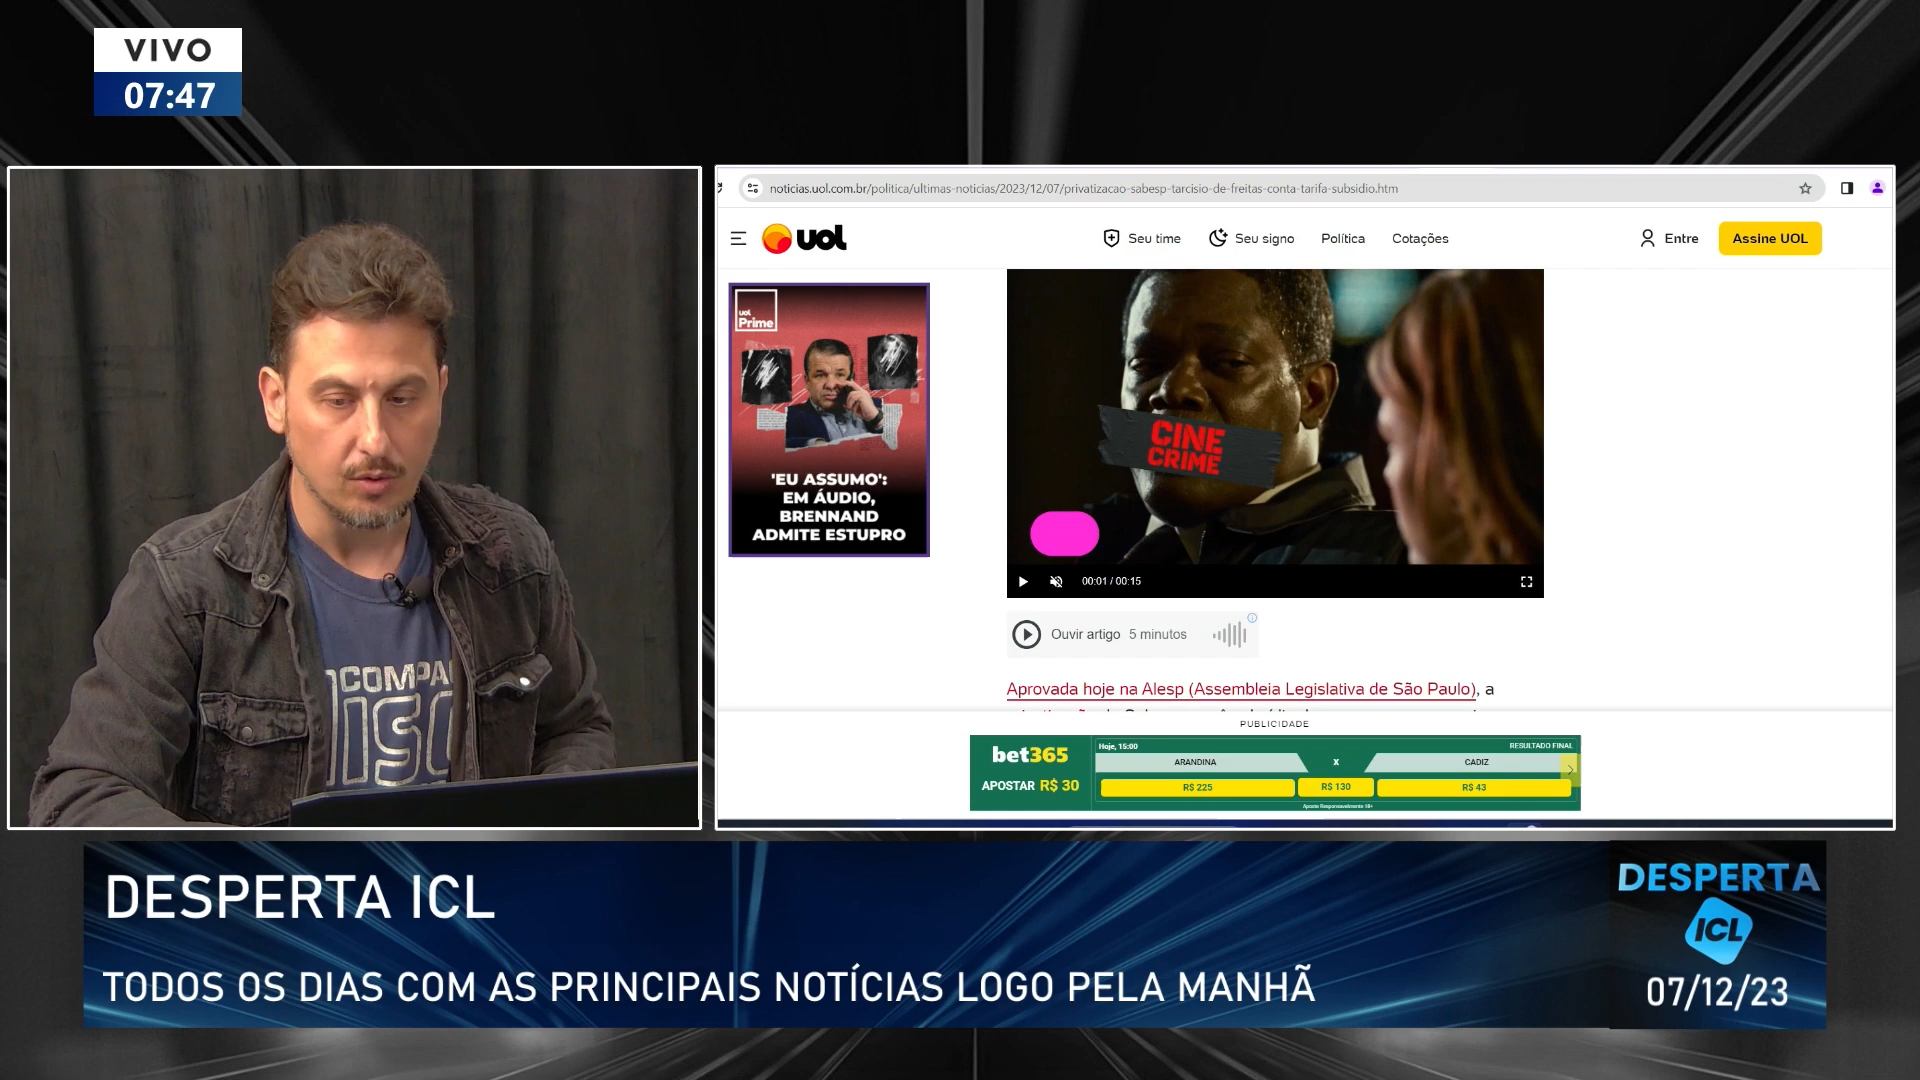 VIVO
07:47
noticias.uol.com.br/politica/ultimas-noticias/2023/12/07/privatizacao-sabesp-tarcisio-de-freitas-conta-tarifa-subsidio.htm
UOL
Seu time
Seu signo
Política
Cotações
Entre
Assine UOL
uol
Prime
'EU ASSUMO':
EM ÁUDIO,
BRENNAND
ADMITE ESTUPRO
CINE
CRIME
00:01 / 00:15
Ouvir artigo 5 minutos
Aprovada hoje na Alesp (Assembleia Legislativa de São Paulo), a
PUBLICIDADE
bet365
APOSTAR R$ 30
Hoje, 15:00
RESULTADO FINAL
ARANDINA
X
CADIZ
R$ 225
R$ 130
R$ 43
Aposte Responsavelmente 18+
COMPA
DESPERTA ICL
TODOS OS DIAS COM AS PRINCIPAIS NOTÍCIAS LOGO PELA MANHÃ
DESPERTA
ICL
07/12/23